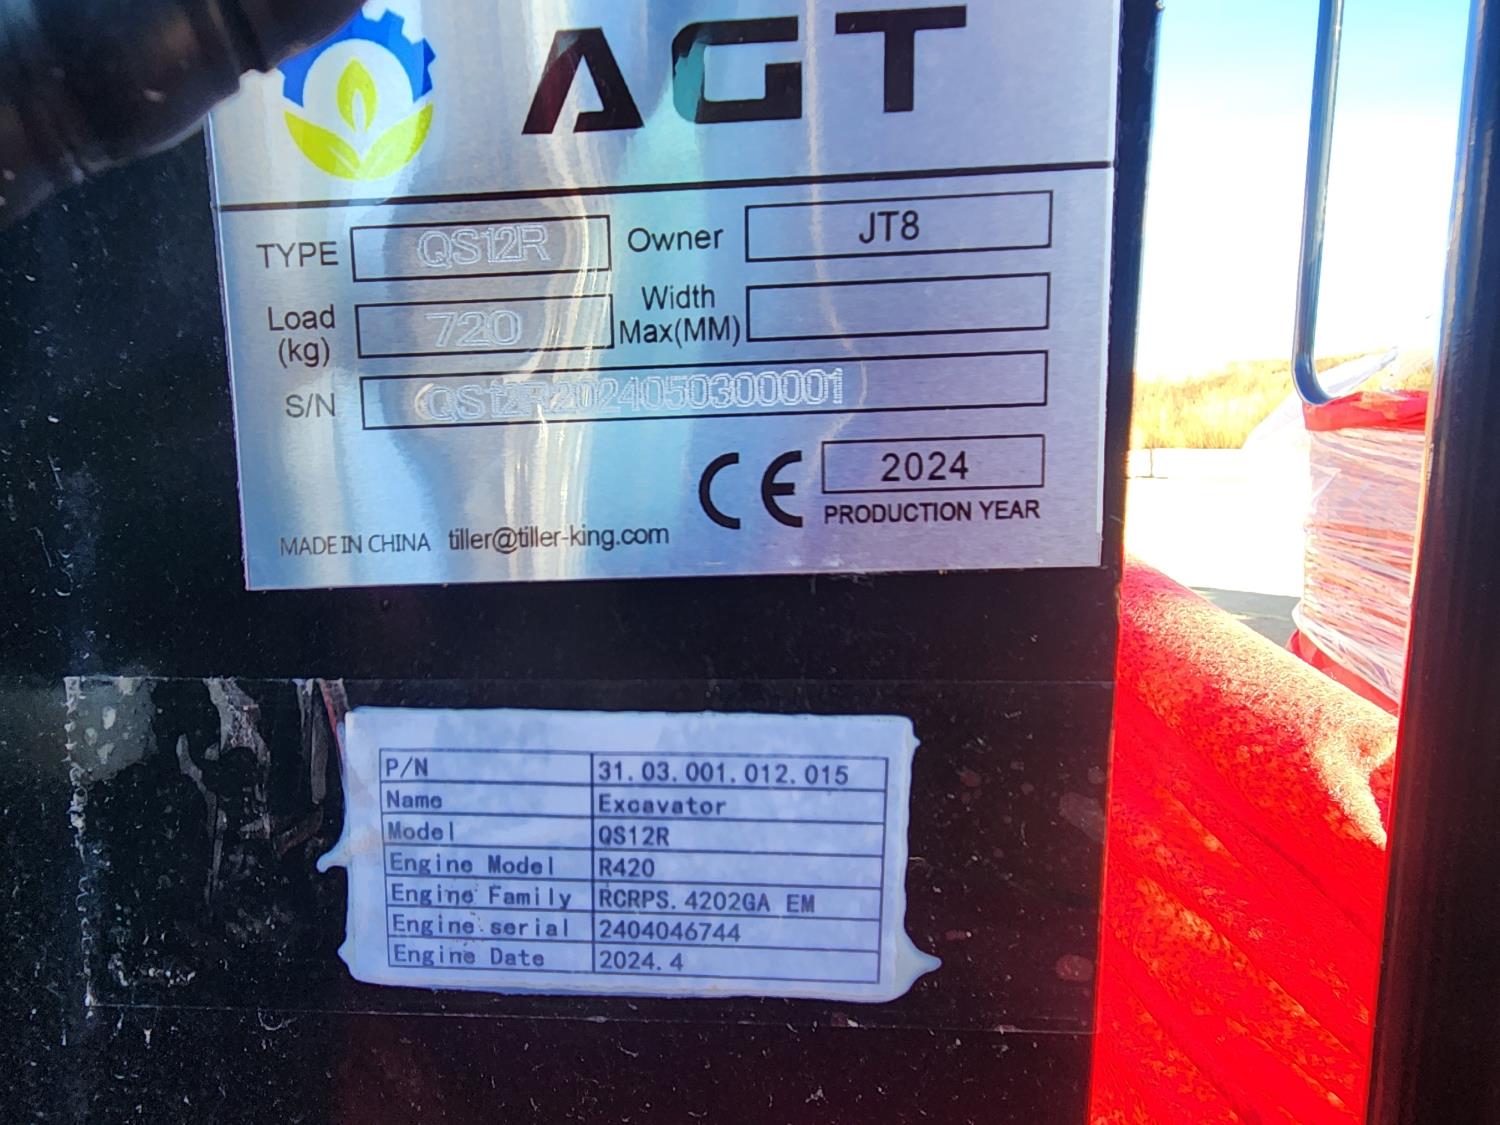 AGT
TYPE QS12R Owner JT8
Load (kg) 720 Width Max(MM)
S/N QS12R2024050300001
CE 2024
PRODUCTION YEAR
MADE IN CHINA tiller@tiller-king.com
P/N 31.03.001.012.015
Name Excavator
Model QS12R
Engine Model R420
Engine Family RCRPS.4202GA EM
Engine serial 2404046744
Engine Date 2024.4